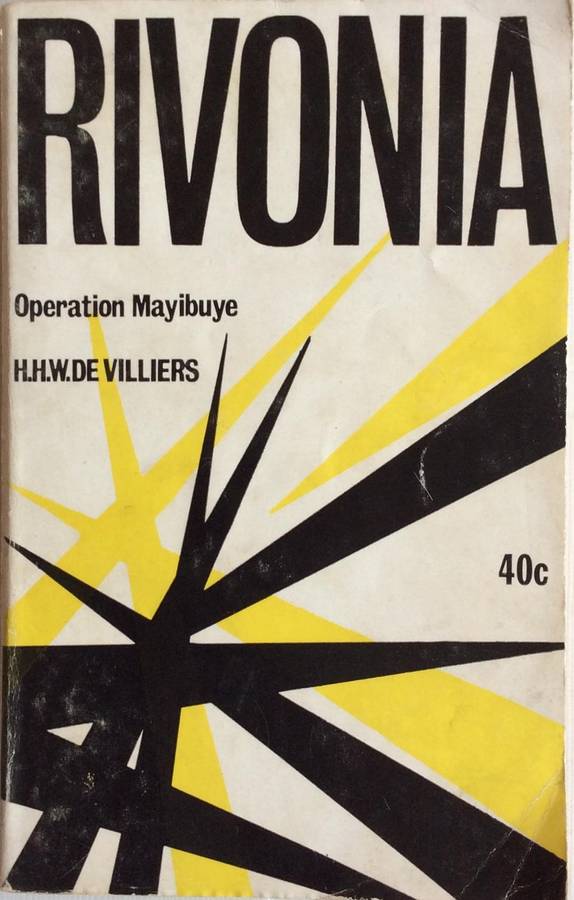 RIVONIA
Operation Mayibuye
H.H.W.DE VILLIERS
40c